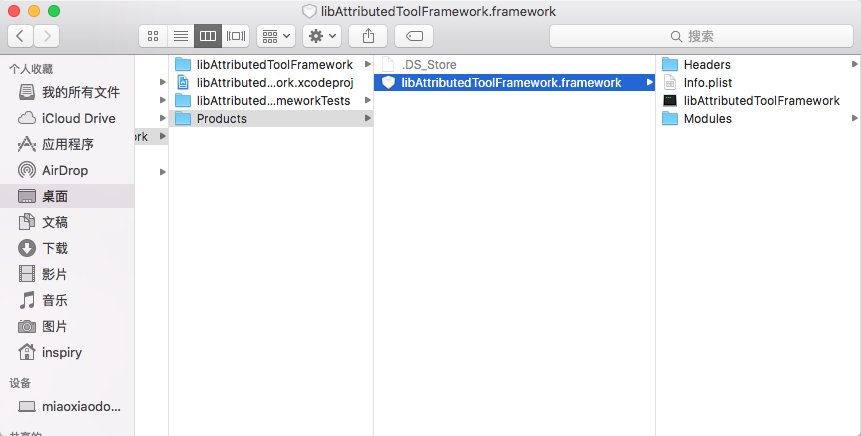 libAttributedToolFramework.framework
搜索
个人收藏
我的所有文件
iCloud Drive
应用程序
AirDrop
桌面
文稿
下载
影片
音乐
图片
inspiry
设备
miaoxiaodo...
ork
libAttributedToolFramework
libAttributed...ork.xcodeproj
libAttributed...meworkTests
Products
.DS_Store
libAttributedToolFramework.framework
Headers
Info.plist
libAttributedToolFramework
Modules